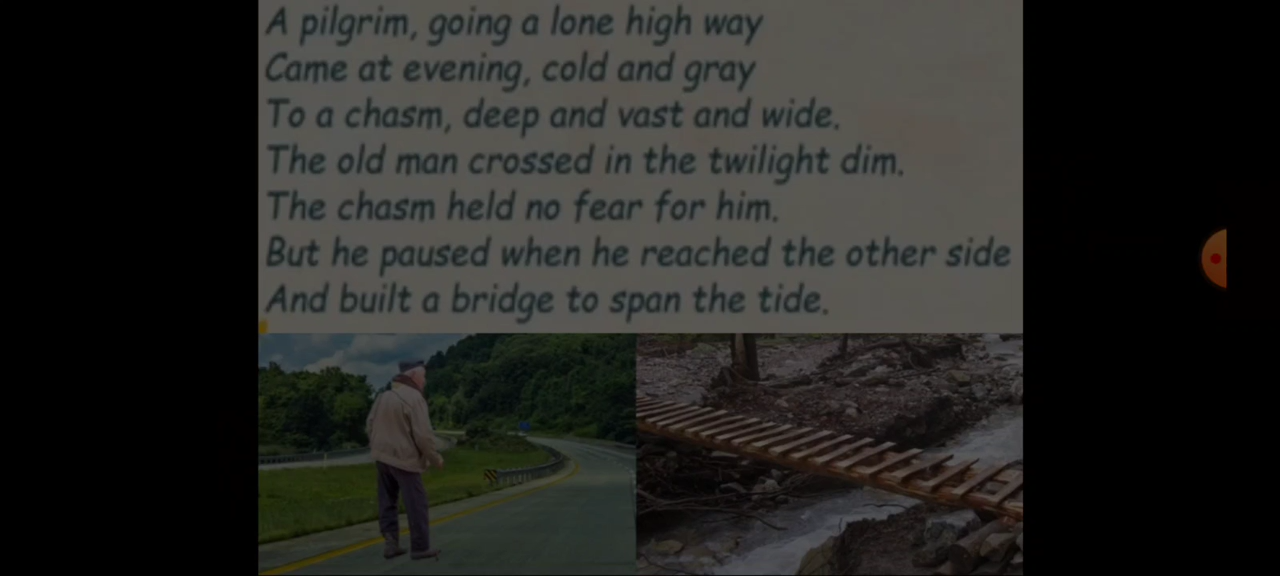 A pilgrim, going a lone high way
Came at evening, cold and gray
To a chasm, deep and vast and wide.
The old man crossed in the twilight dim.
The chasm held no fear for him.
But he paused when he reached the other side
And built a bridge to span the tide.